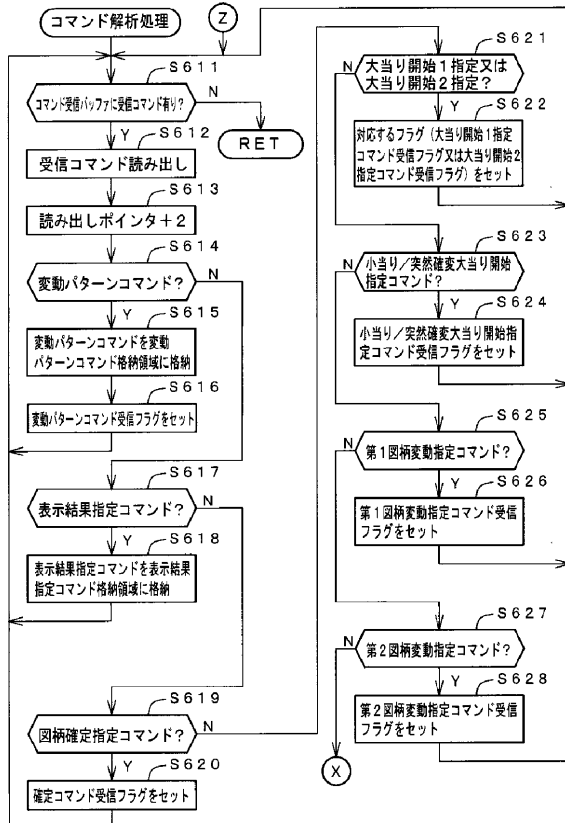 コマンド解析処理
Z
S611
コマンド受信バッファに受信コマンド有り?
N
Y
RET
S612
受信コマンド読み出し
S613
読み出しポインタ+2
S614
変動パターンコマンド?
N
Y
S615
変動パターンコマンドを変動
パターンコマンド格納領域に格納
S616
変動パターンコマンド受信フラグをセット
S617
表示結果指定コマンド?
N
Y
S618
表示結果指定コマンドを表示結果
指定コマンド格納領域に格納
S619
図柄確定指定コマンド?
N
Y
S620
確定コマンド受信フラグをセット
S621
N
大当り開始1指定又は
大当り開始2指定?
Y
S622
対応するフラグ(大当り開始1指定
コマンド受信フラグ又は大当り開始2
指定コマンド受信フラグ)をセット
S623
N
小当り/突然確変大当り開始
指定コマンド?
Y
S624
小当り/突然確変大当り開始指
定コマンド受信フラグをセット
S625
N
第1図柄変動指定コマンド?
Y
S626
第1図柄変動指定コマンド受信
フラグをセット
S627
N
第2図柄変動指定コマンド?
Y
S628
第2図柄変動指定コマンド受信
フラグをセット
X